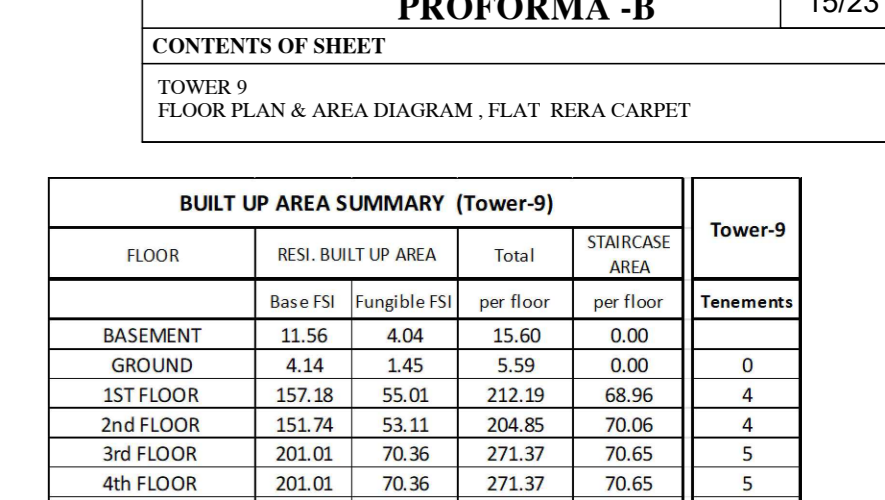 PROFORMA -B 15/23
CONTENTS OF SHEET
TOWER 9
FLOOR PLAN & AREA DIAGRAM , FLAT RERA CARPET
BUILT UP AREA SUMMARY (Tower-9) Tower-9
FLOOR RESI. BUILT UP AREA Total STAIRCASE AREA
Base FSI Fungible FSI per floor per floor Tenements
BASEMENT 11.56 4.04 15.60 0.00
GROUND 4.14 1.45 5.59 0.00 0
1ST FLOOR 157.18 55.01 212.19 68.96 4
2nd FLOOR 151.74 53.11 204.85 70.06 4
3rd FLOOR 201.01 70.36 271.37 70.65 5
4th FLOOR 201.01 70.36 271.37 70.65 5